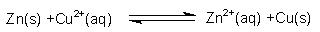 Zn(s) +Cu²⁺(aq) ⇌ Zn²⁺(aq) +Cu(s)